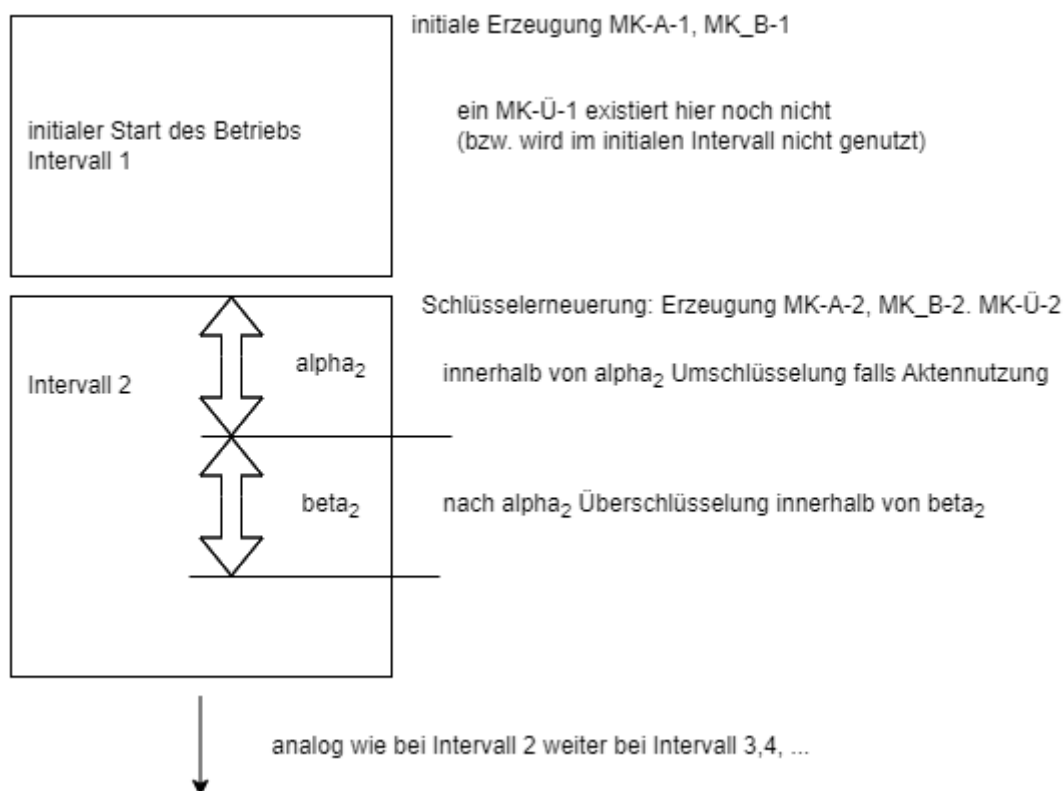 initiale Erzeugung MK-A-1, MK_B-1
ein MK-Ü-1 existiert hier noch nicht
(bzw. wird im initialen Intervall nicht genutzt)
initialer Start des Betriebs
Intervall 1
Schlüsselerneuerung: Erzeugung MK-A-2, MK_B-2. MK-Ü-2
alpha₂
innerhalb von alpha₂ Umschlüsselung falls Aktennutzung
Intervall 2
beta₂
nach alpha₂ Überschlüsselung innerhalb von beta₂
analog wie bei Intervall 2 weiter bei Intervall 3,4, ...